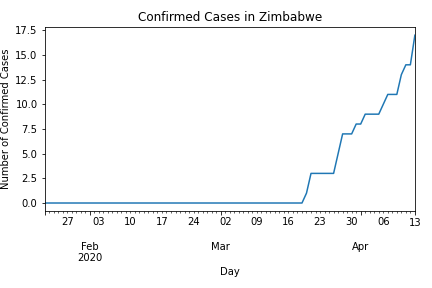 Confirmed Cases in Zimbabwe
17.5
15.0
12.5
10.0
7.5
5.0
2.5
0.0
Number of Confirmed Cases
27 03 10 17 24 02 09 16 23 30 06 13
Feb Mar Apr
2020
Day